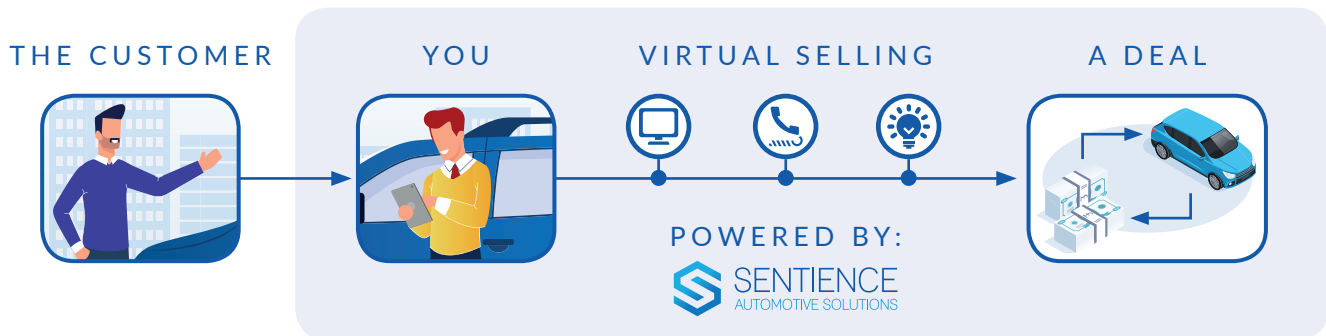 THE CUSTOMER
YOU
VIRTUAL SELLING
A DEAL
POWERED BY:
SENTIENCE
AUTOMOTIVE SOLUTIONS